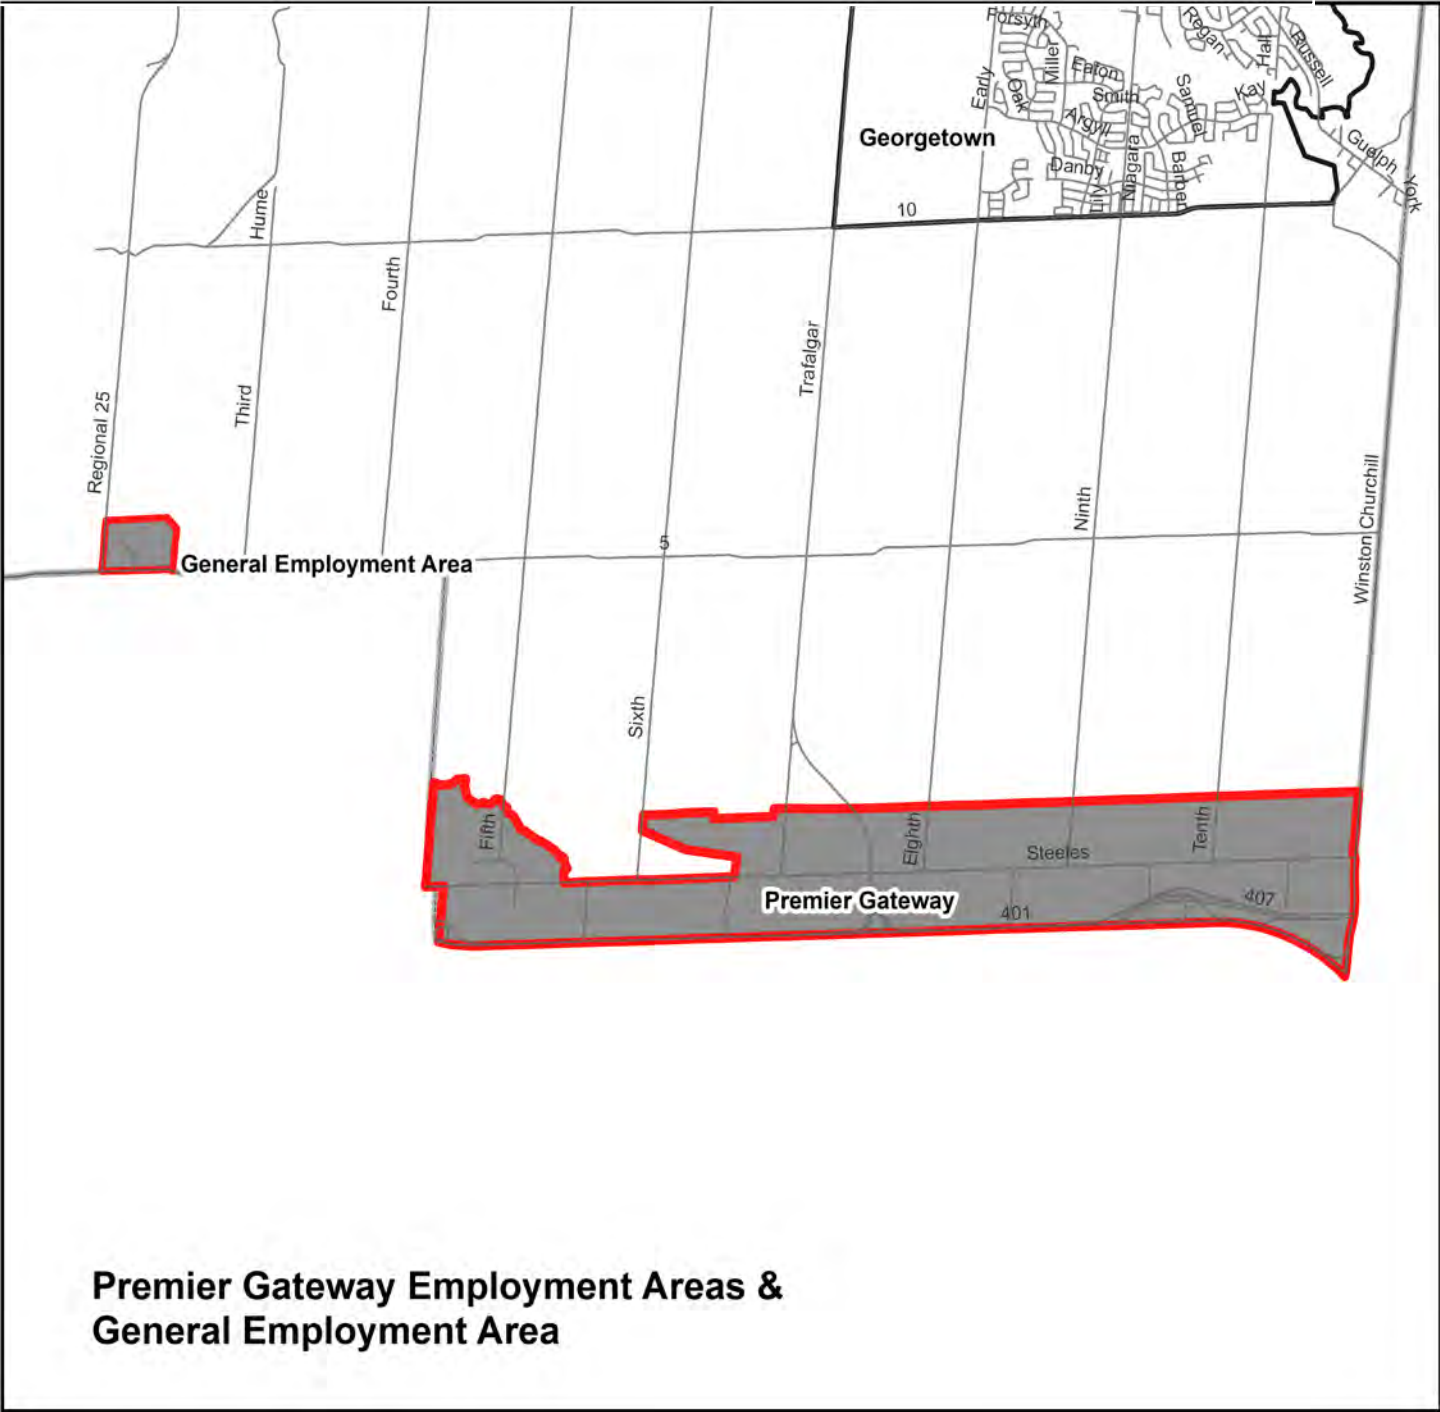 Forsyth
Regan
Hall
Russell
Miller
Eaton
Early
Oak
Smith
Samuel
Kay
Argyll
Georgetown
Guelph
Danby
Niagara
Barber
Lily
York
10
Hume
Fourth
Trafalgar
Third
Regional 25
Ninth
Winston Churchill
5
General Employment Area
Sixth
Fifth
Eighth
Tenth
Steeles
Premier Gateway
407
401
Premier Gateway Employment Areas &
General Employment Area